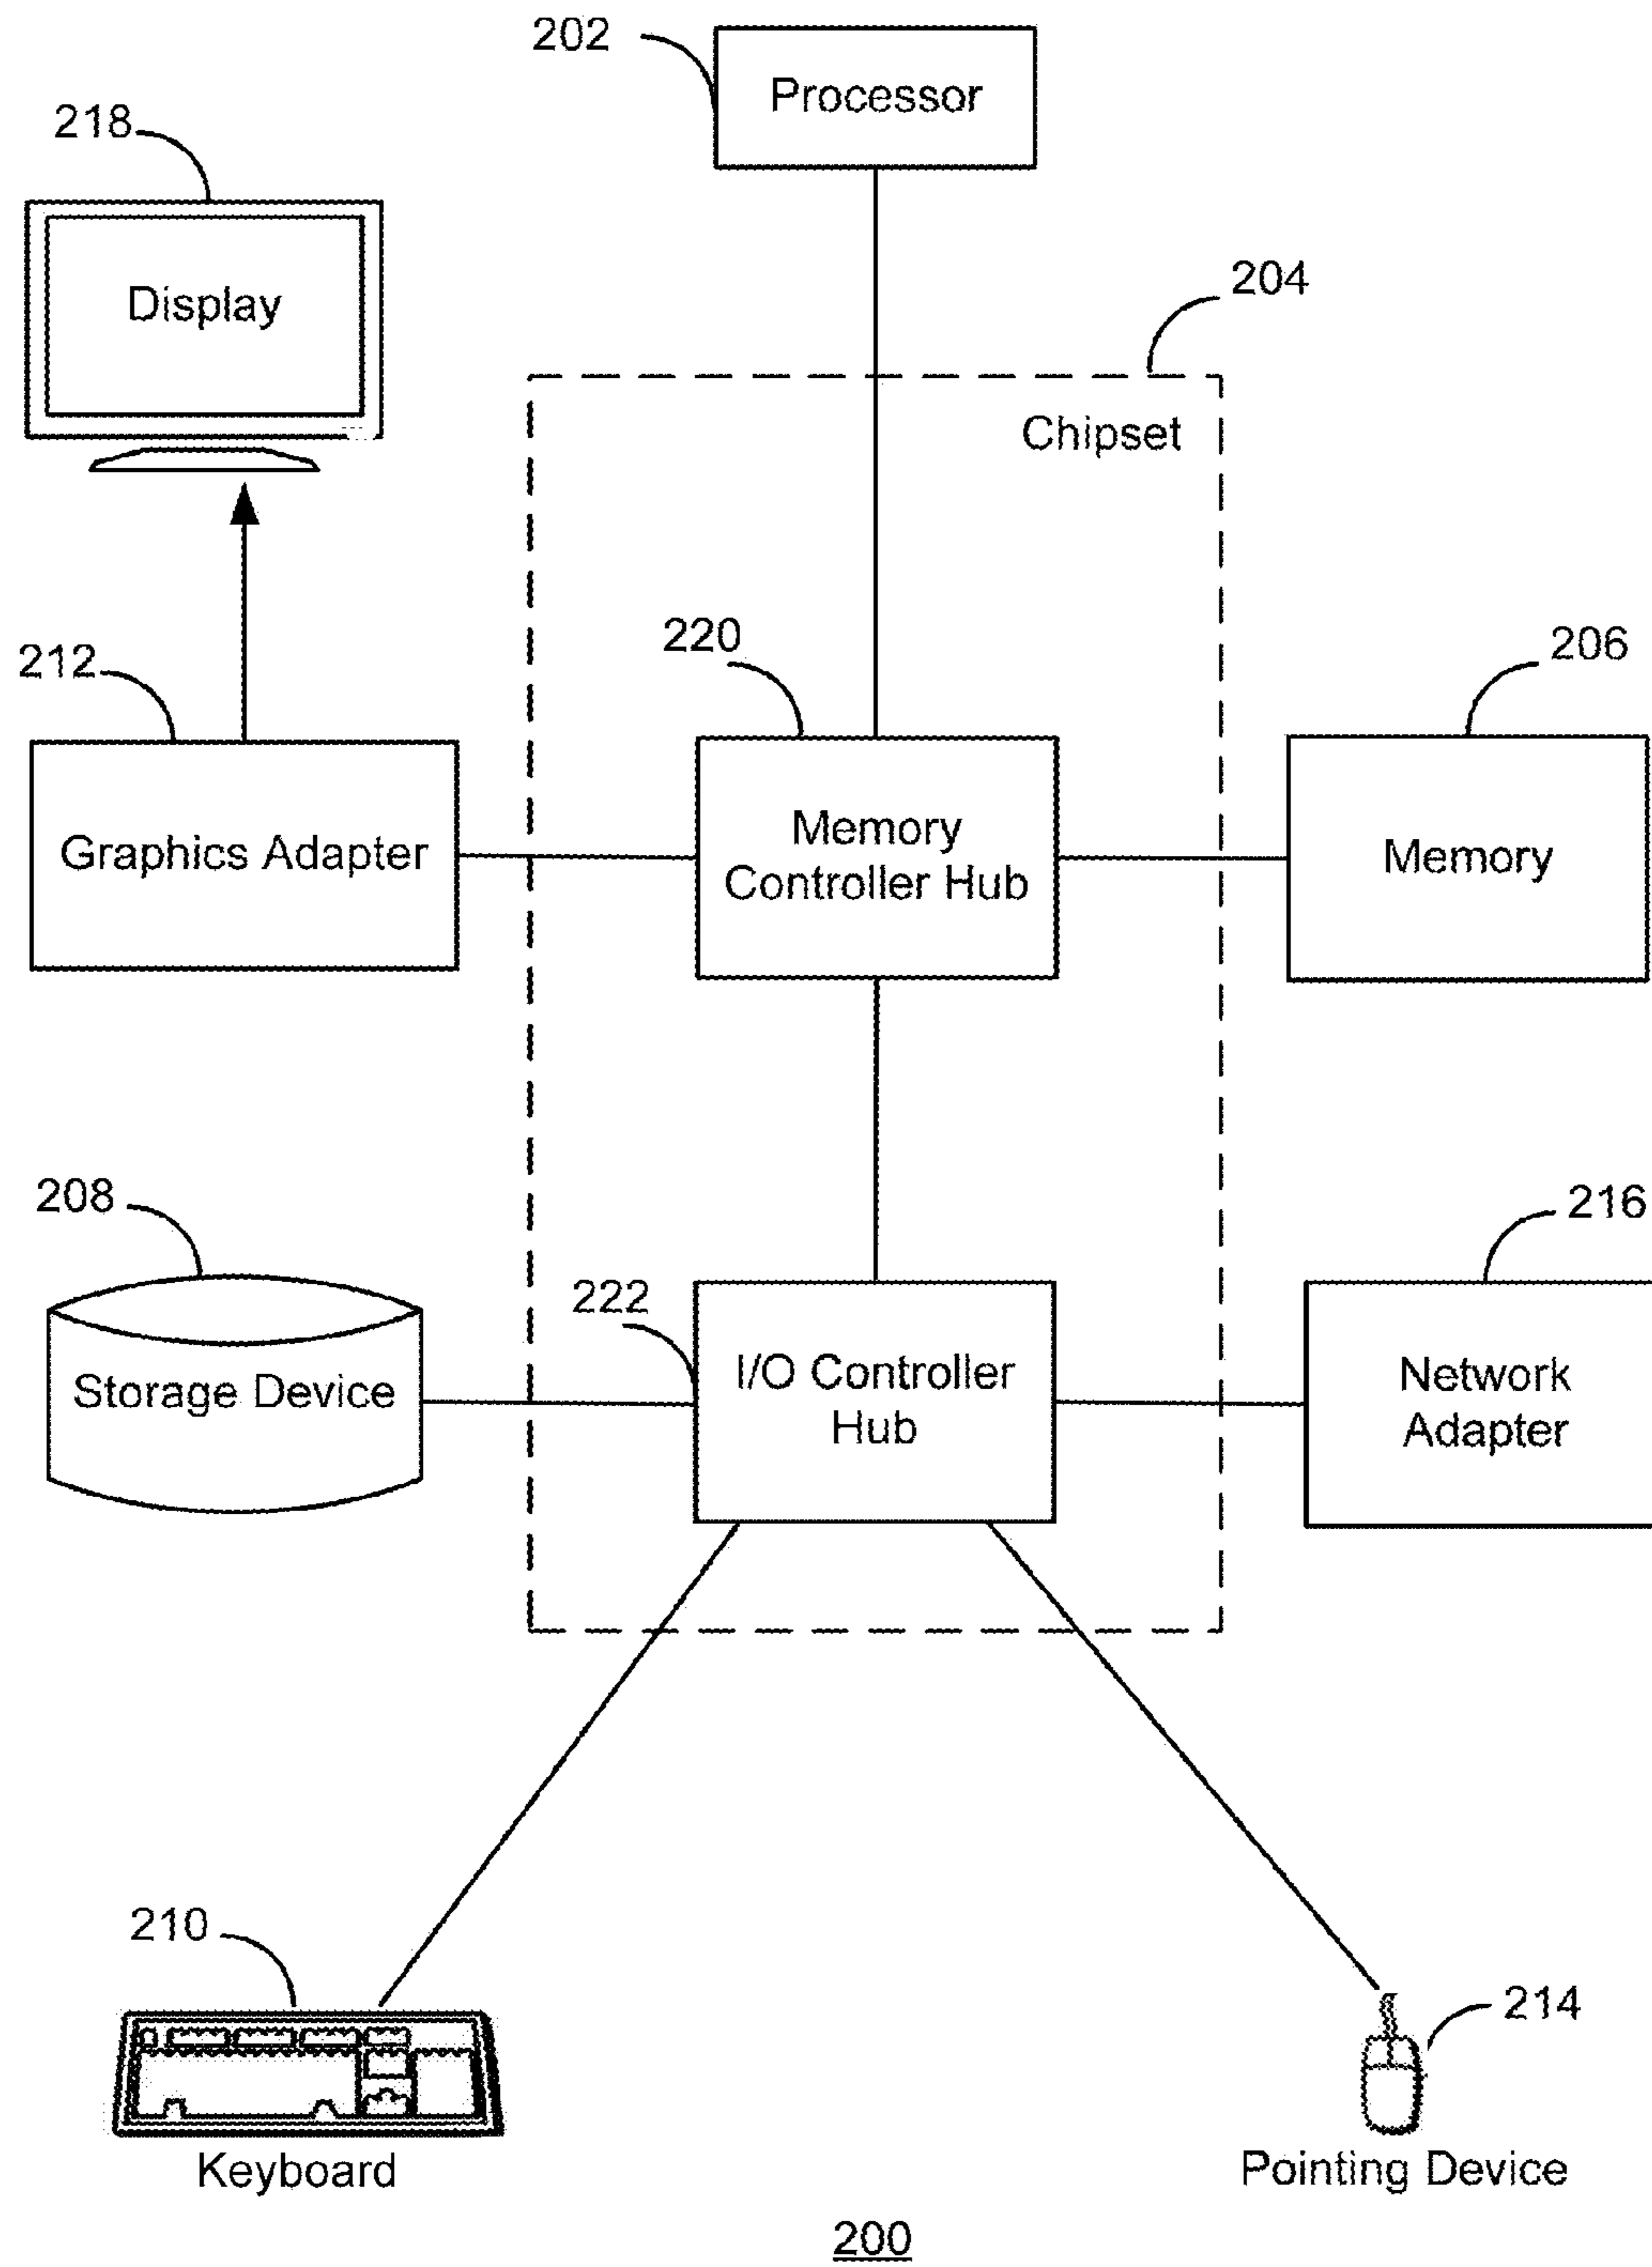 202
Processor
218
Display
204
Chipset
212
220
206
Graphics Adapter
Memory
Controller Hub
Memory
208
222
216
Storage Device
I/O Controller
Hub
Network
Adapter
210
214
Keyboard
Pointing Device
200